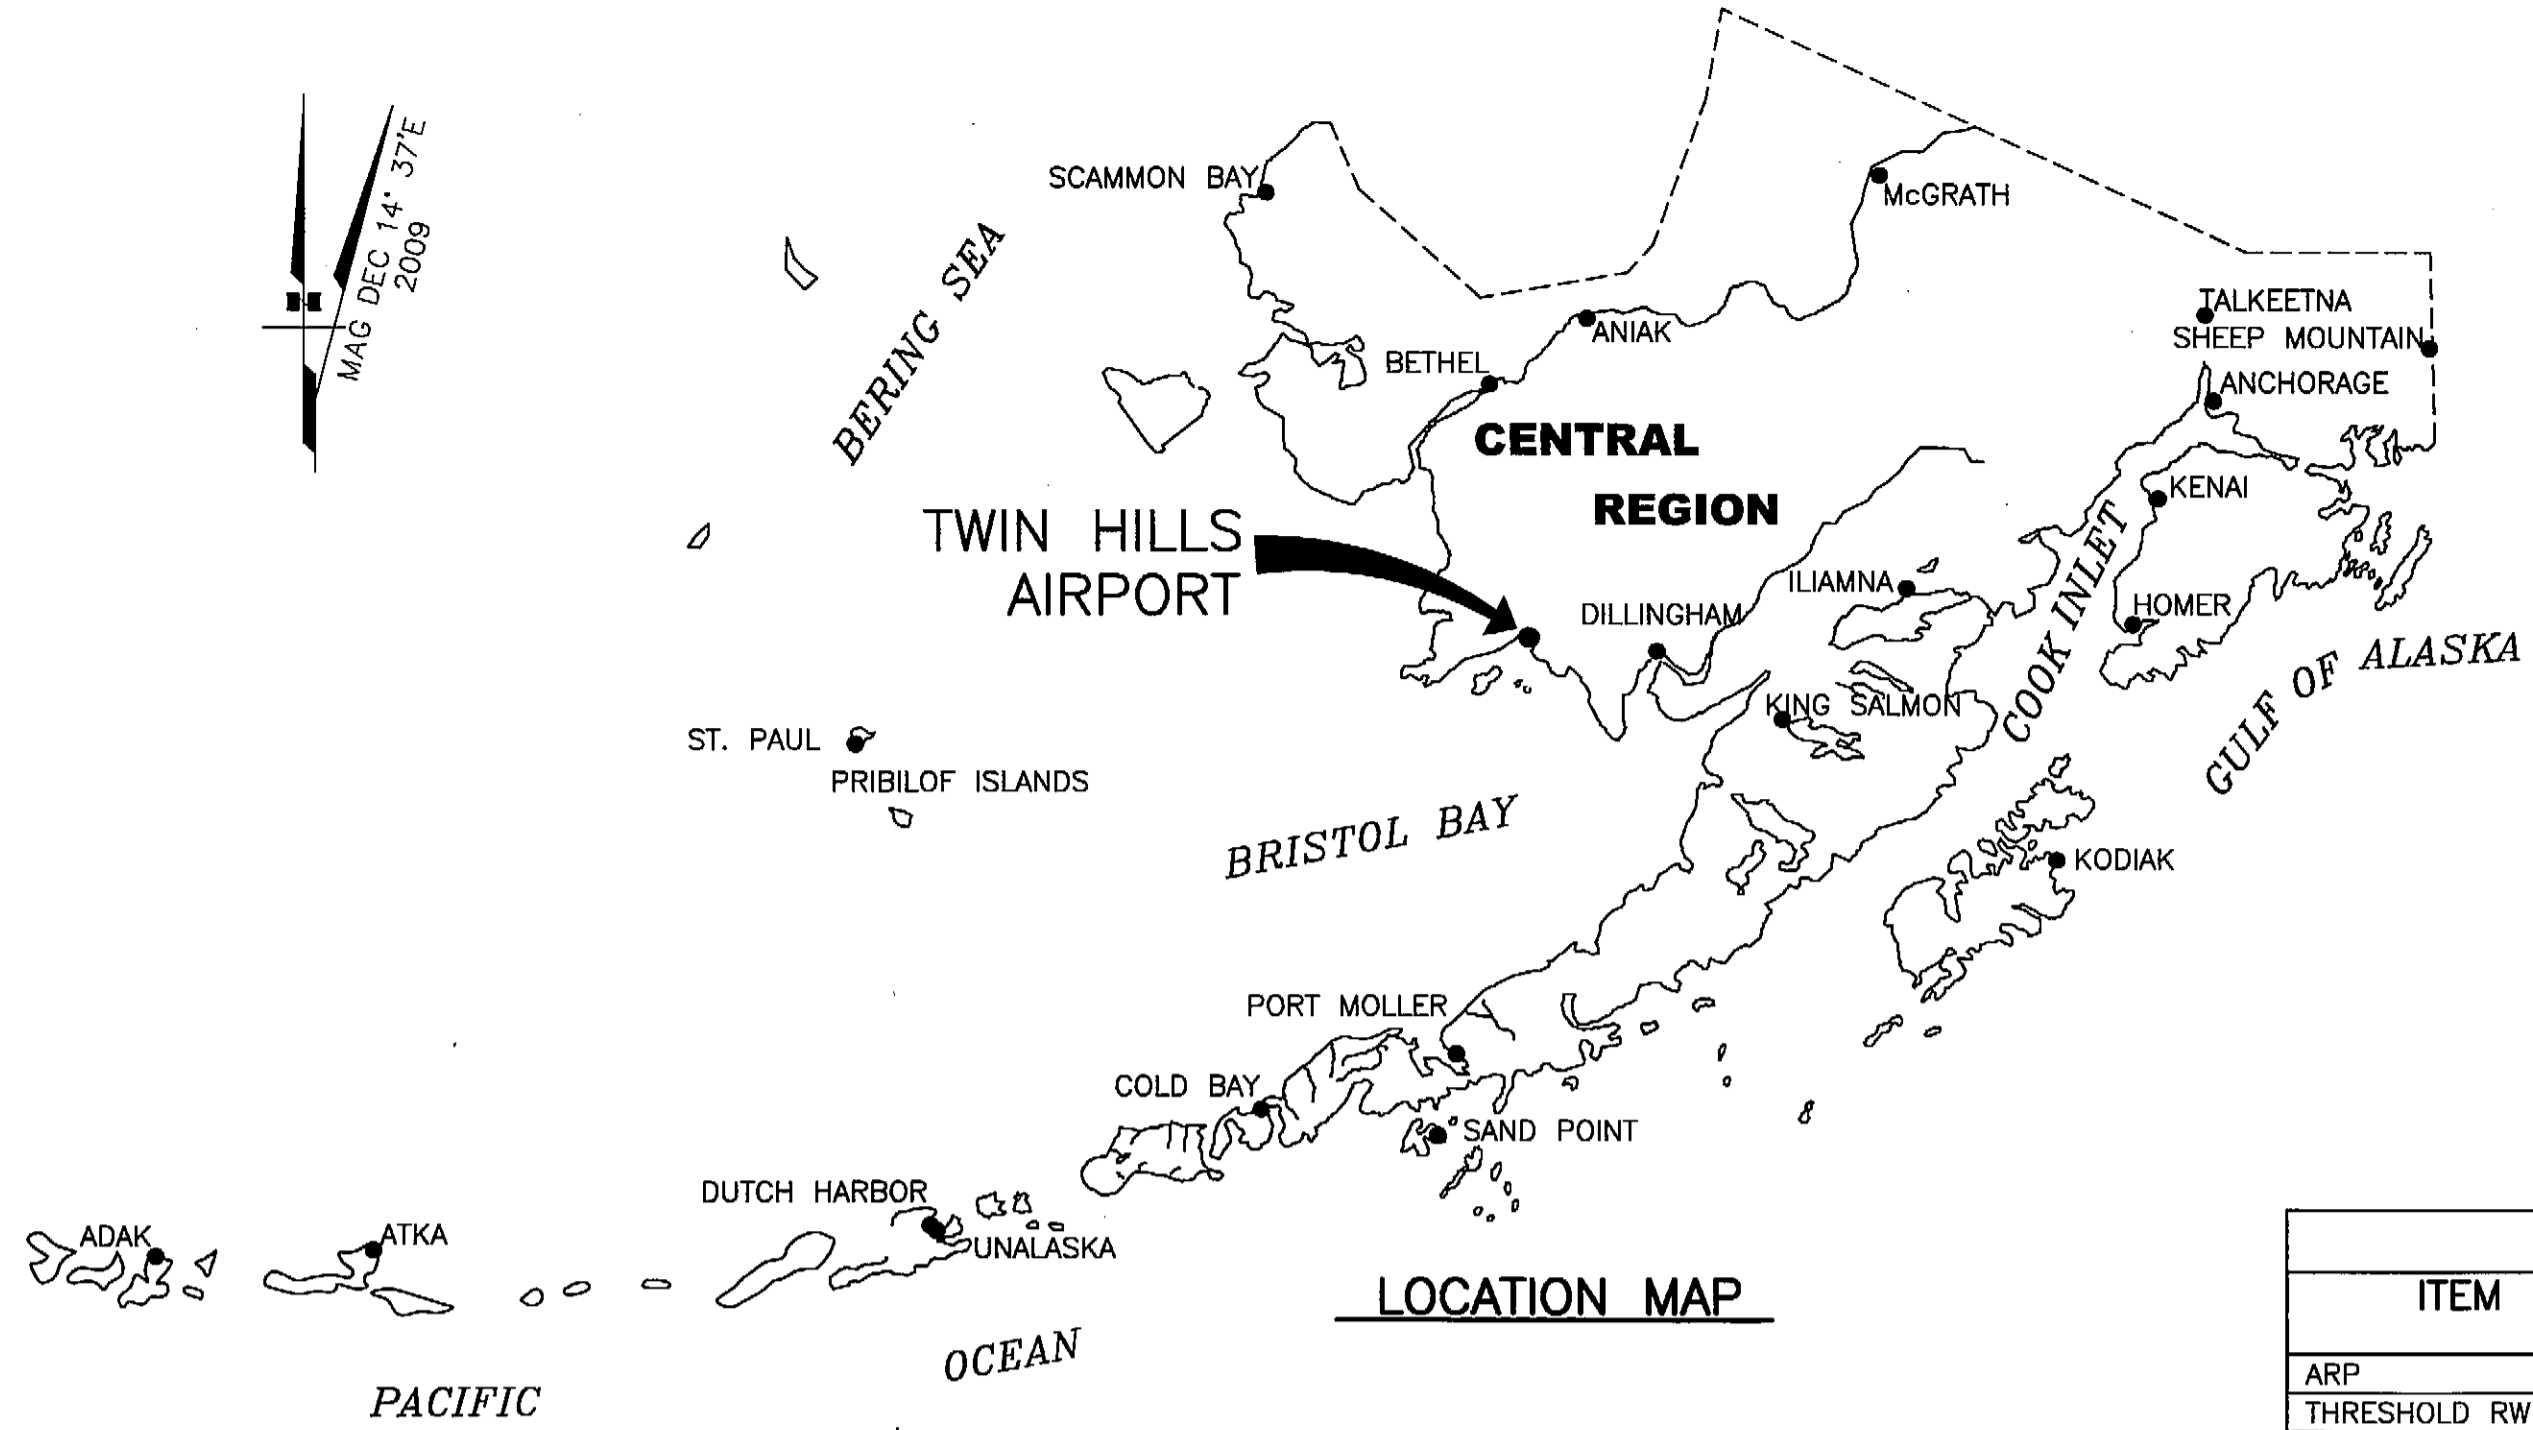 MAG DEC 14° 37'E
2009
SCAMMON BAY
McGRATH
BERING SEA
TALKEETNA
SHEEP MOUNTAIN
ANIAK
BETHEL
ANCHORAGE
CENTRAL
REGION
KENAI
TWIN HILLS
AIRPORT
ILIAMNA
DILLINGHAM
COOK INLET
HOMER
GULF OF ALASKA
KING SALMON
ST. PAUL
PRIBILOF ISLANDS
BRISTOL BAY
KODIAK
PORT MOLLER
COLD BAY
SAND POINT
DUTCH HARBOR
UNALASKA
ADAK
ATKA
LOCATION MAP
PACIFIC
OCEAN
ITEM
ARP
THRESHOLD RW